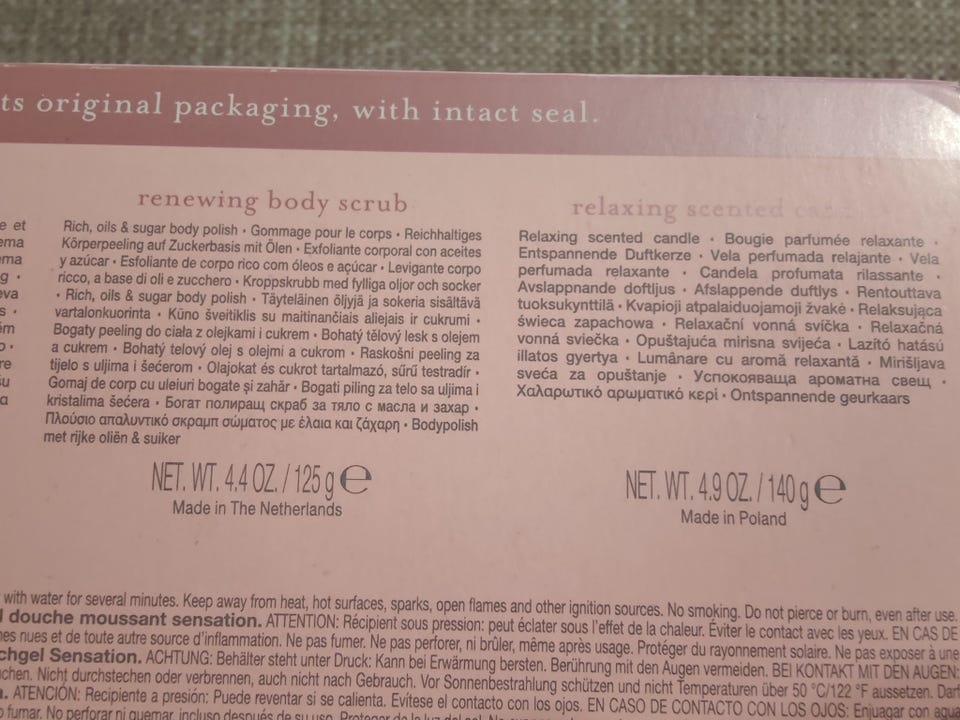 ts original packaging, with intact seal.
renewing body scrub
Rich, oils & sugar body polish • Gommage pour le corps • Reichhaltiges
Körperpeeling auf Zuckerbasis mit Ölen • Exfoliante corporal con aceites
y azúcar • Esfoliante de corpo rico com óleos e açúcar • Levigante corpo
ricco, a base di oli e zucchero • Kroppskrubb med fylliga oljor och socker
• Rich, oils & sugar body polish • Täyteläinen öljyjä ja sokeria sisältävä
vartalonkuorinta • Kūno šveitiklis su maitinančiais aliejais ir cukrumi •
Bogaty peeling do ciała z olejkami i cukrem • Bohatý tělový lesk s olejem
a cukrem • Bohatý telový olej s olejmi a cukrom • Raskošni peeling za
tijelo s uljima i šećerom • Olajokat és cukrot tartalmazó, sűrű testradír •
Gomaj de corp cu uleiuri bogate și zahăr • Bogati piling za telo sa uljima i
kristalima šećera • Богат полиращ скраб за тяло с масла и захар •
Πλούσιο απαλυντικό σκραμπ σώματος με έλαια και ζάχαρη • Bodypolish
met rijke oliën & suiker
NET. WT. 4.4 OZ. / 125 g ℮
Made in The Netherlands
relaxing scented
Relaxing scented candle • Bougie parfumée relaxante •
Entspannende Duftkerze • Vela perfumada relajante • Vela
perfumada relaxante • Candela profumata rilassante •
Avslappnande doftljus • Afslappende duftlys • Rentouttava
tuoksukynttilä • Kvapioji atpalaiduojamoji žvakė • Relaksująca
świeca zapachowa • Relaxační vonná svíčka • Relaxačná
vonná sviečka • Opuštajuća mirisna svijeća • Lazító hatású
illatos gyertya • Lumânare cu aromă relaxantă • Mirišljava
sveća za opuštanje • Успокояваща ароматна свещ •
Χαλαρωτικό αρωματικό κερί • Ontspannende geurkaars
NET. WT. 4.9 OZ. / 140 g ℮
Made in Poland
with water for several minutes. Keep away from heat, hot surfaces, sparks, open flames and other ignition sources. No smoking. Do not pierce or burn, even after use.
douche moussant sensation. ATTENTION: Récipient sous pression: peut éclater sous l'effet de la chaleur. Éviter le contact avec les yeux. EN CAS DE
nues et de toute autre source d'inflammation. Ne pas fumer. Ne pas perforer, ni brûler, même après usage. Protéger du rayonnement solaire. Ne pas exposer à une
chgel Sensation. ACHTUNG: Behälter steht unter Druck: Kann bei Erwärmung bersten. Berührung mit den Augen vermeiden. BEI KONTAKT MIT DEN AUGEN:
chen. Nicht durchstechen oder verbrennen, auch nicht nach Gebrauch. Vor Sonnenbestrahlung schützen und nicht Temperaturen über 50 °C/122 °F aussetzen. Darf
ATENCIÓN: Recipiente a presión: Puede reventar si se calienta. Evítese el contacto con los ojos. EN CASO DE CONTACTO CON LOS OJOS: Enjuagar con agua
fumar. No perforar ni quemar, incluso después de su uso.